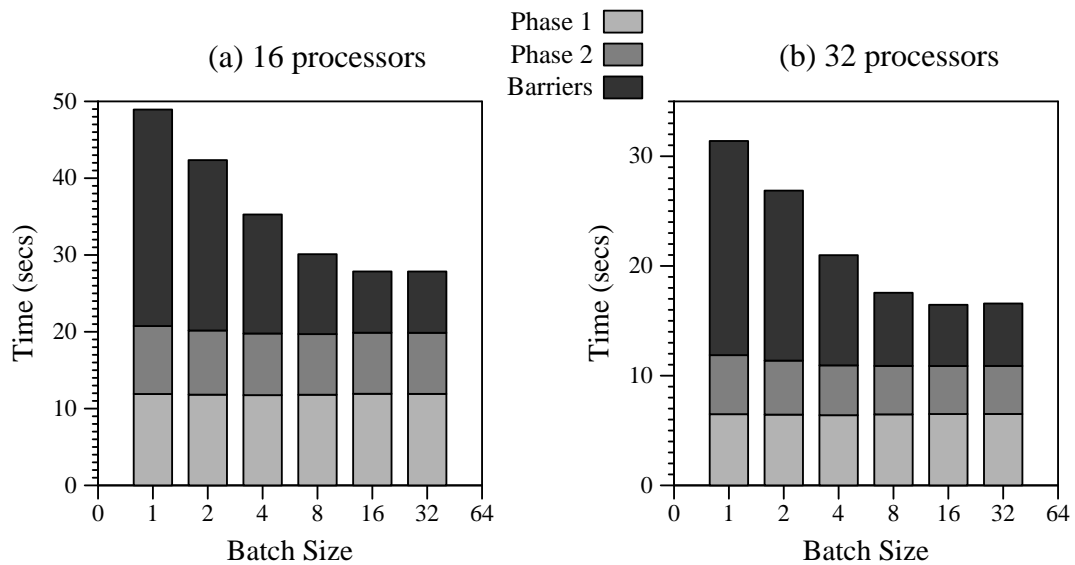 Phase 1
Phase 2
Barriers
(a) 16 processors
50
40
30
20
10
0
Time (secs)
0 1 2 4 8 16 32 64
Batch Size
(b) 32 processors
30
20
10
0
Time (secs)
0 1 2 4 8 16 32 64
Batch Size